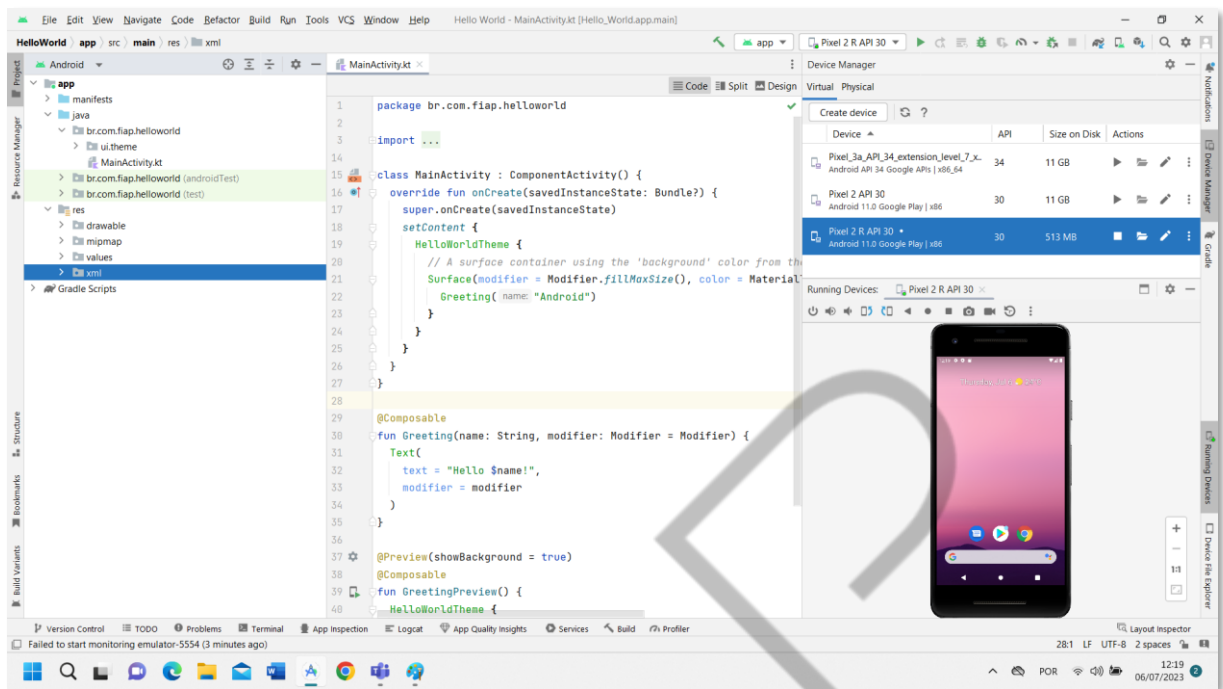 File Edit View Navigate Code Refactor Build Run Tools VCS Window Help Hello World - MainActivity.kt [Hello_World.app.main]
HelloWorld app src main res xml
app Pixel 2 R API 30
Android
MainActivity.kt
Device Manager
Code Split Design
Virtual Physical
Create device ?
Device API Size on Disk Actions
Pixel_3a_API_34_extension_level_7_x... 34 11 GB
Android API 34 Google APIs | x86_64
Pixel 2 API 30 30 11 GB
Android 11.0 Google Play | x86
Pixel 2 R API 30 30 513 MB
Android 11.0 Google Play | x86
Running Devices: Pixel 2 R API 30
Project
Resource Manager
Structure
Bookmarks
Build Variants
app
manifests
java
br.com.fiap.helloworld
ui.theme
MainActivity.kt
br.com.fiap.helloworld (androidTest)
br.com.fiap.helloworld (test)
res
drawable
mipmap
values
xml
Gradle Scripts
1 package br.com.fiap.helloworld
2
3 import ...
14
15 class MainActivity : ComponentActivity() {
16 override fun onCreate(savedInstanceState: Bundle?) {
17 super.onCreate(savedInstanceState)
18 setContent {
19 HelloWorldTheme {
20 // A surface container using the 'background' color from th
21 Surface(modifier = Modifier.fillMaxSize(), color = Material
22 Greeting( name: "Android")
23 }
24 }
25 }
26 }
27 }
28
29 @Composable
30 fun Greeting(name: String, modifier: Modifier = Modifier) {
31 Text(
32 text = "Hello $name!",
33 modifier = modifier
34 )
35 }
36
37 @Preview(showBackground = true)
38 @Composable
39 fun GreetingPreview() {
40 HelloWorldTheme {
1:1
Notifications
Device Manager
Gradle
Running Devices
Device File Explorer
Version Control TODO Problems Terminal App Inspection Logcat App Quality Insights Services Build Profiler Layout Inspector
Failed to start monitoring emulator-5554 (3 minutes ago) 28:1 LF UTF-8 2 spaces
POR 12:19
06/07/2023 2